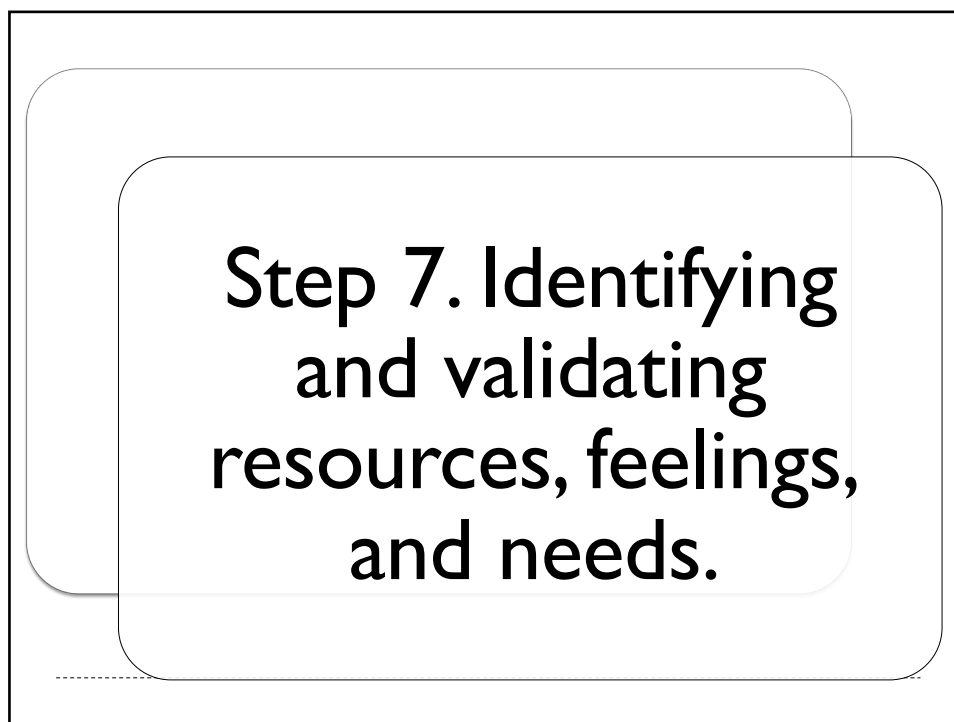 Step 7. Identifying
and validating
resources, feelings,
and needs.